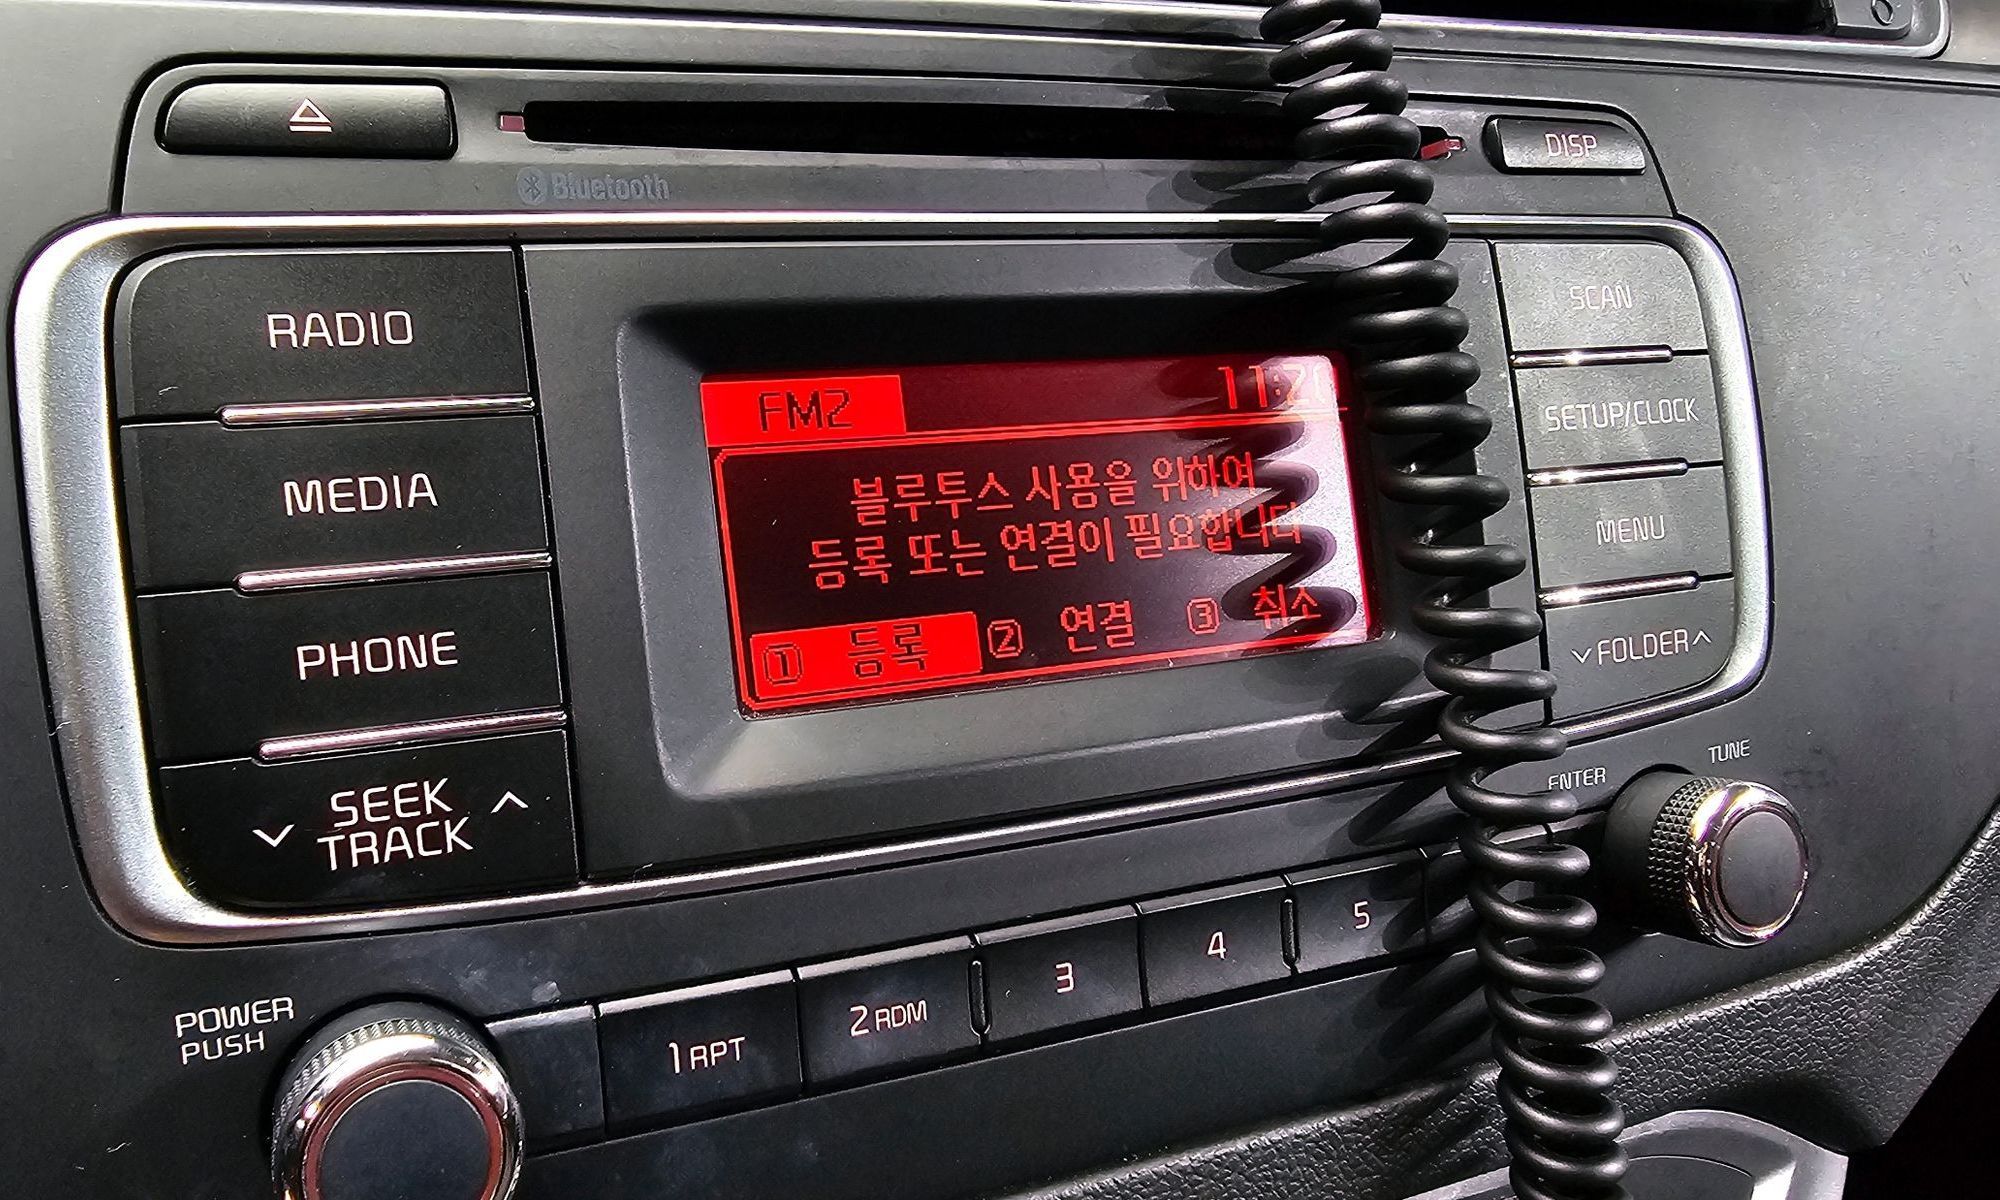 DISP
Bluetooth
RADIO
MEDIA
PHONE
SEEK
TRACK
FM2
블루투스 사용을 위하여
등록 또는 연결이 필요합니다
① 등록 ② 연결 ③ 취소
SCAN
SETUP/CLOCK
MENU
FOLDER
ENTER
TUNE
POWER
PUSH
1 RPT
2 RDM
3
4
5